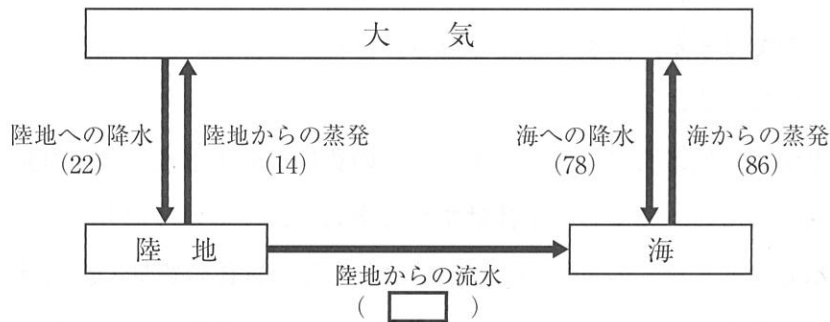 大　気
陸地への降水
(22)
陸地からの蒸発
(14)
海への降水
(78)
海からの蒸発
(86)
陸　地
海
陸地からの流水
(　　)